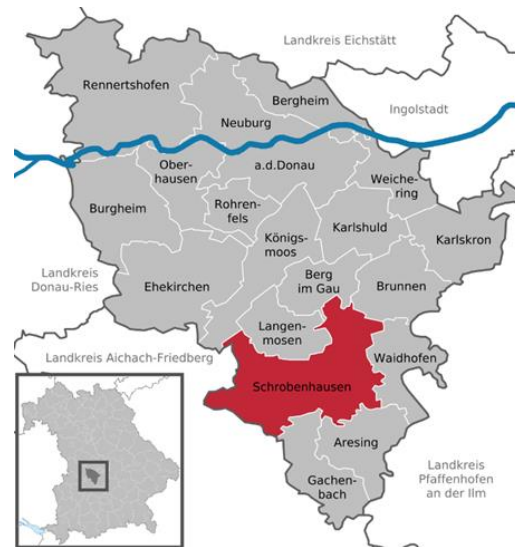 Landkreis Eichstätt
Rennertshofen
Bergheim
Ingolstadt
Neuburg
Ober-
hausen
a.d.Donau
Weiche-
ring
Burgheim
Rohren-
fels
Karlshuld
Karlskron
Königs-
moos
Landkreis
Donau-Ries
Ehekirchen
Berg
im Gau
Brunnen
Langen-
mosen
Landkreis Aichach-Friedberg
Waidhofen
Schrobenhausen
Aresing
Landkreis
Pfaffenhofen
an der Ilm
Gachen-
bach